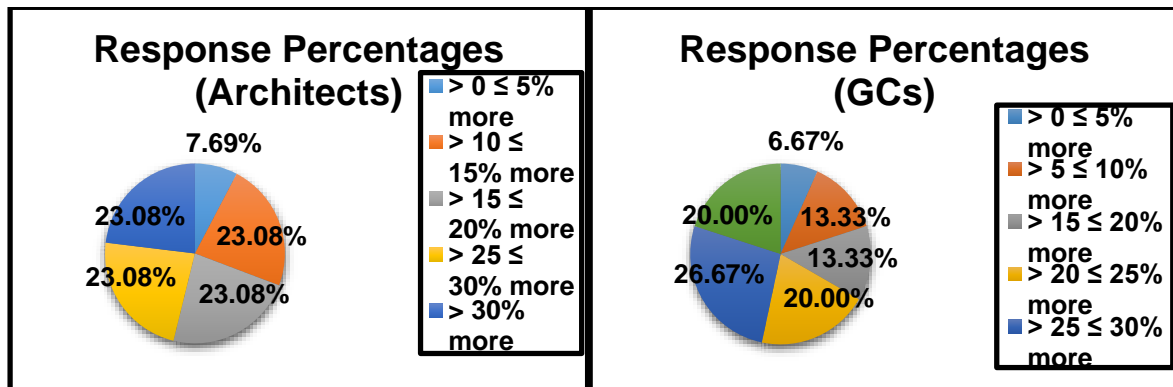 Response Percentages
(Architects)
7.69%
23.08%
23.08%
23.08%
23.08%
> 0 ≤ 5%
more
> 10 ≤
15% more
> 15 ≤
20% more
> 25 ≤
30% more
> 30%
more
Response Percentages
(GCs)
6.67%
20.00%
13.33%
13.33%
26.67%
20.00%
> 0 ≤ 5%
more
> 5 ≤ 10%
more
> 15 ≤ 20%
more
> 20 ≤ 25%
more
> 25 ≤ 30%
more